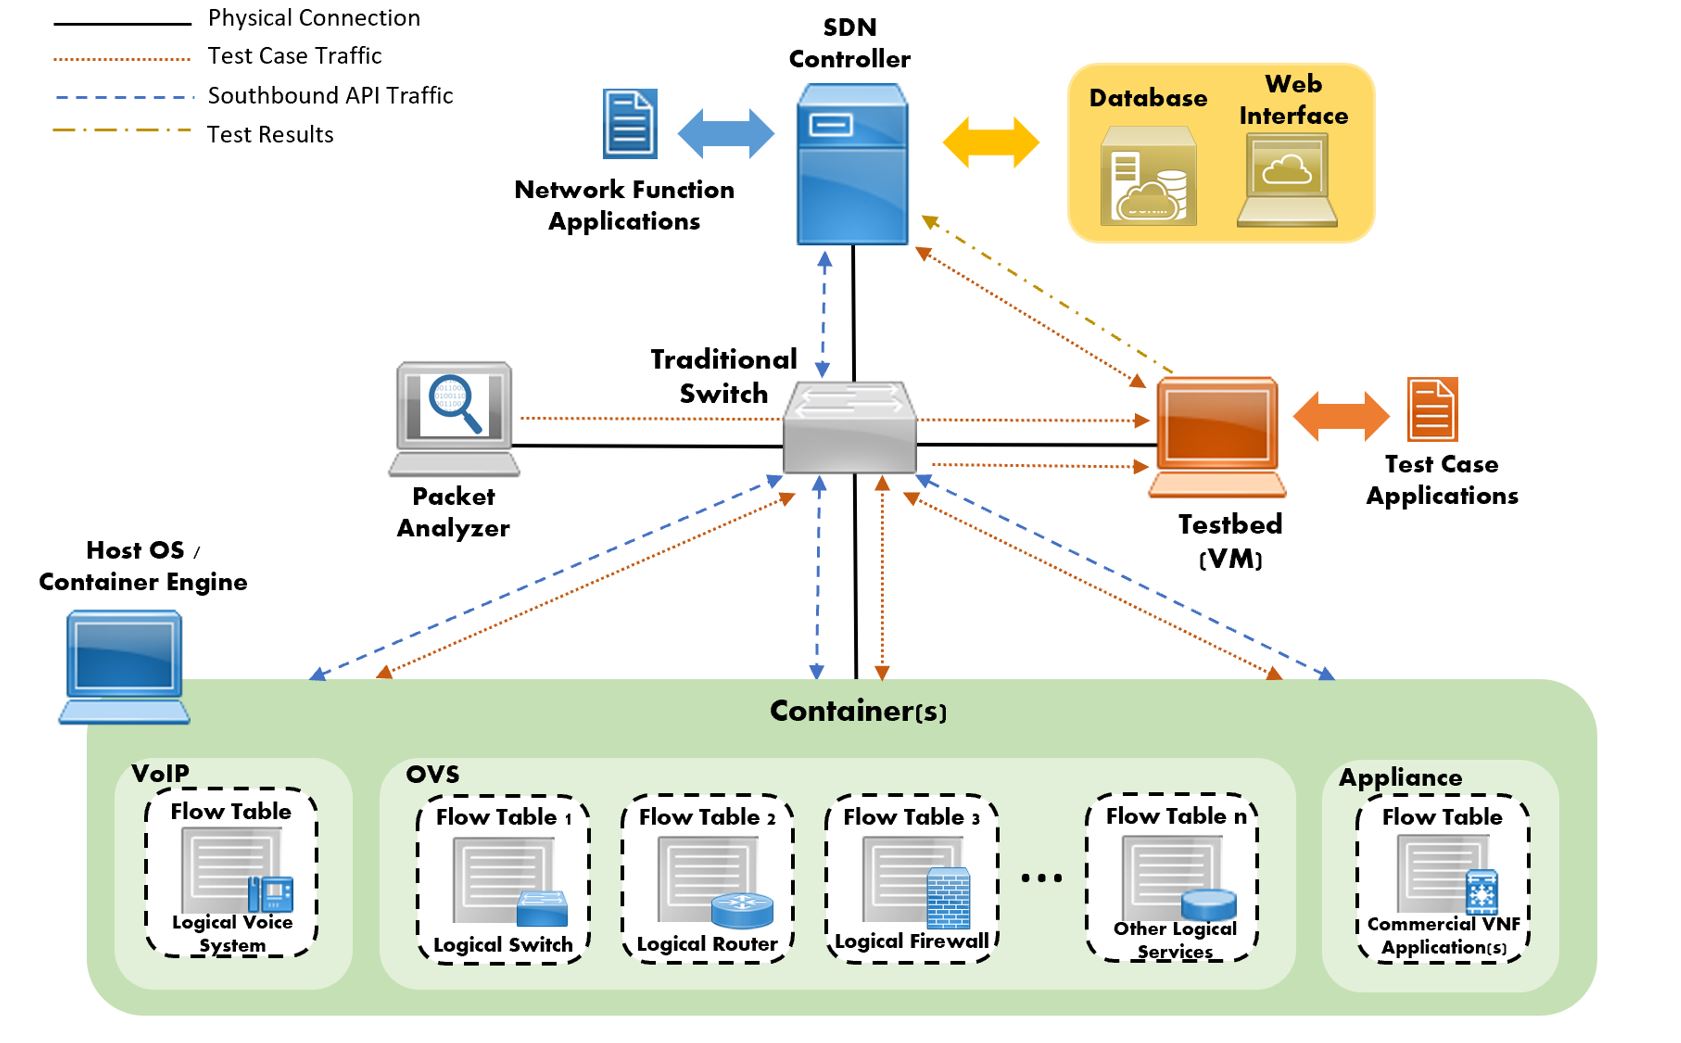 Physical Connection
Test Case Traffic
Southbound API Traffic
Test Results
SDN
Controller
Network Function
Applications
Database
Web
Interface
Traditional
Switch
Packet
Analyzer
Testbed
(VM)
Test Case
Applications
Host OS /
Container Engine
Container(s)
VoIP
Flow Table
Logical Voice
System
OVS
Flow Table 1
Logical Switch
Flow Table 2
Logical Router
Flow Table 3
Logical Firewall
...
Flow Table n
Other Logical
Services
Appliance
Flow Table
Commercial VNF
Application(s)